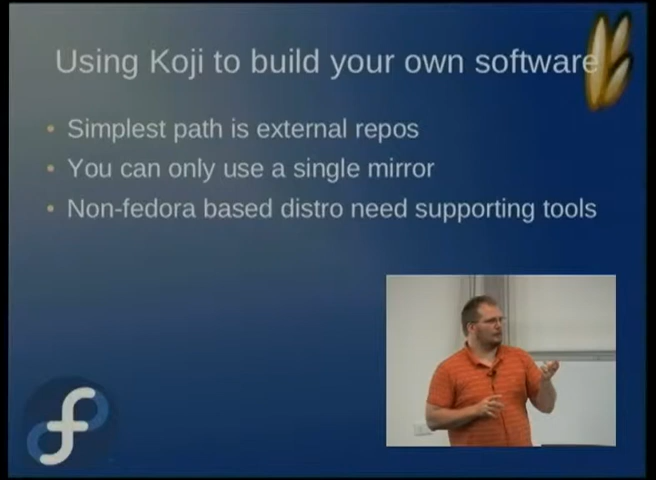 Using Koji to build your own software
Simplest path is external repos
You can only use a single mirror
Non-fedora based distro need supporting tools